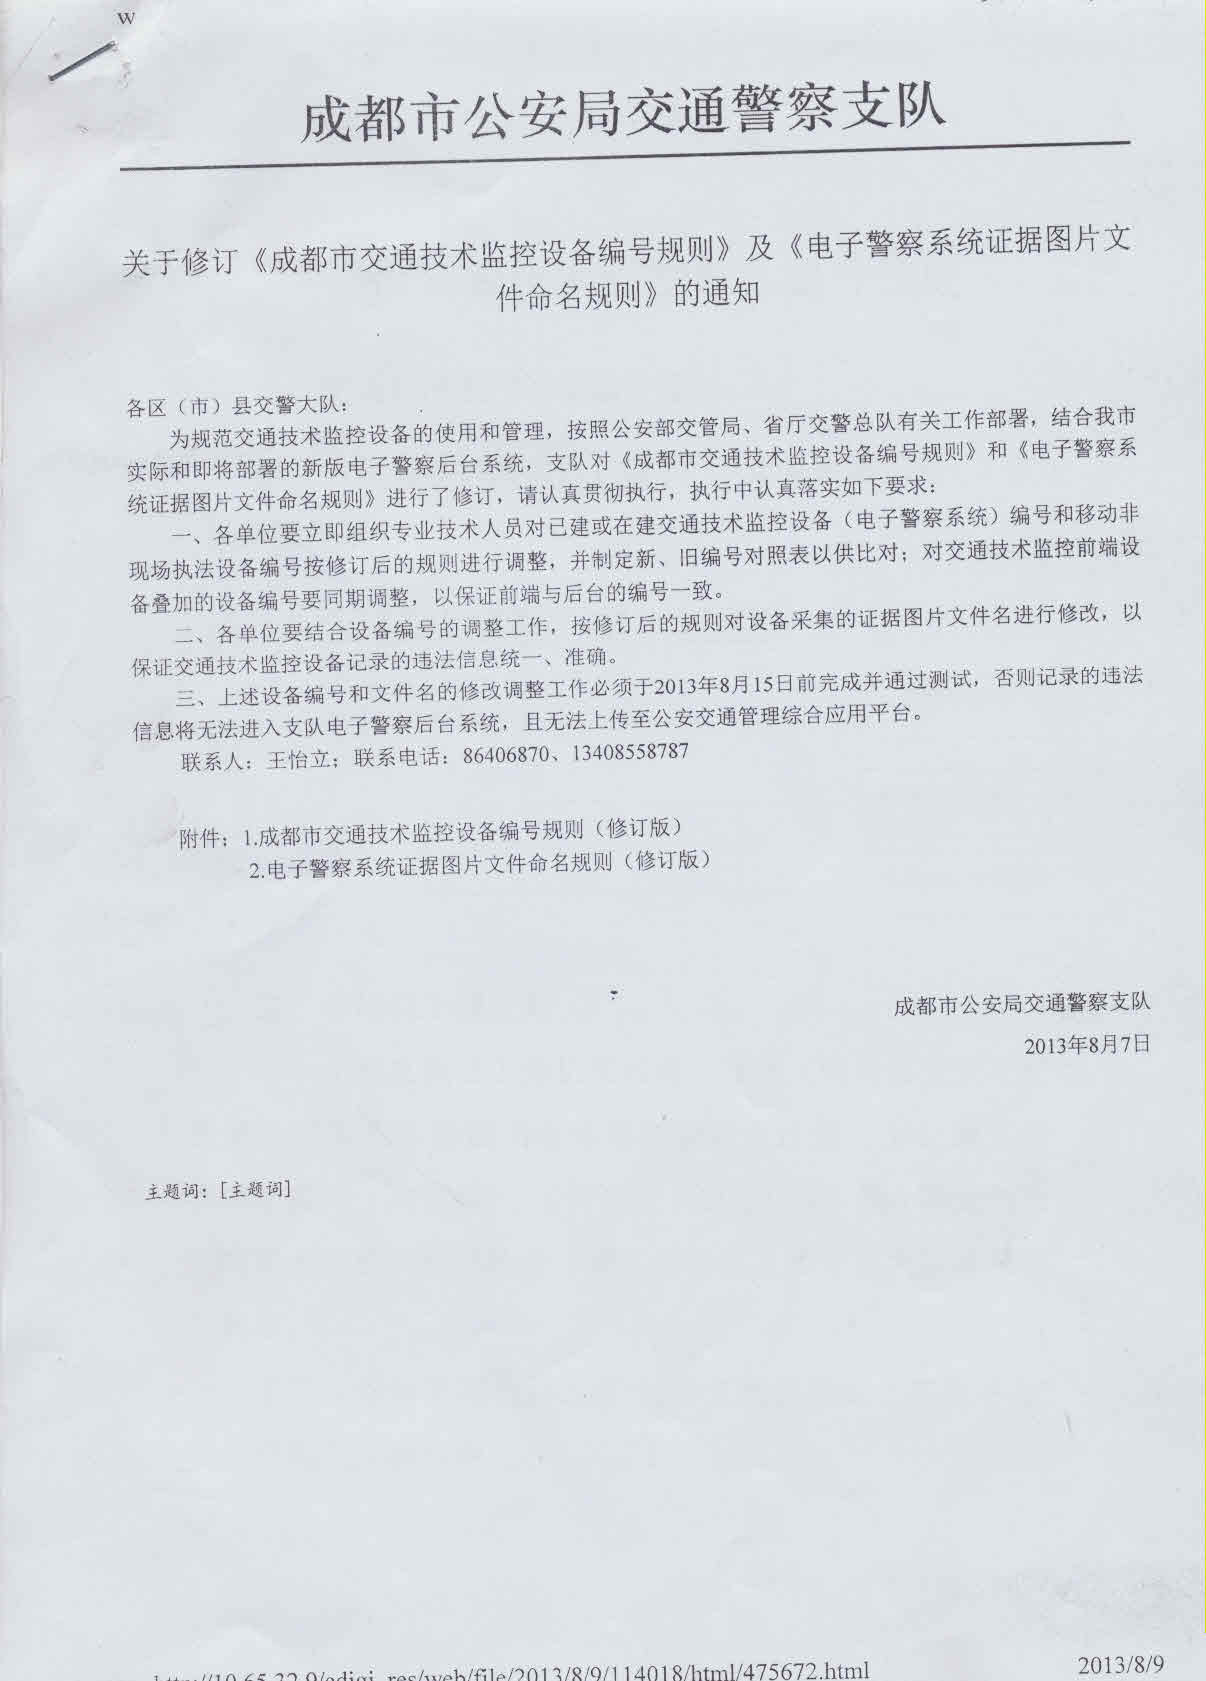 W
成都市公安局交通警察支队
关于修订《成都市交通技术监控设备编号规则》及《电子警察系统证据图片文
件命名规则》的通知
各区（市）县交警大队：
为规范交通技术监控设备的使用和管理，按照公安部交管局、省厅交警总队有关工作部署，结合我市
实际和即将部署的新版电子警察后台系统，支队对《成都市交通技术监控设备编号规则》和《电子警察系
统证据图片文件命名规则》进行了修订，请认真贯彻执行，执行中认真落实如下要求：
一、各单位要立即组织专业技术人员对已建或在建交通技术监控设备（电子警察系统）编号和移动非
现场执法设备编号按修订后的规则进行调整，并制定新、旧编号对照表以供比对；对交通技术监控前端设
备叠加的设备编号要同期调整，以保证前端与后台的编号一致。
二、各单位要结合设备编号的调整工作，按修订后的规则对设备采集的证据图片文件名进行修改，以
保证交通技术监控设备记录的违法信息统一、准确。
三、上述设备编号和文件名的修改调整工作必须于2013年8月15日前完成并通过测试，否则记录的违法
信息将无法进入支队电子警察后台系统，且无法上传至公安交通管理综合应用平台。
联系人：王怡立；联系电话：86406870、13408558787
附件；1.成都市交通技术监控设备编号规则（修订版）
2.电子警察系统证据图片文件命名规则（修订版）
成都市公安局交通警察支队
2013年8月7日
主题词：[主题词]
http://10.65.22.9/edigi_res/web/file/2013/8/9/114018/html/475672.html
2013/8/9